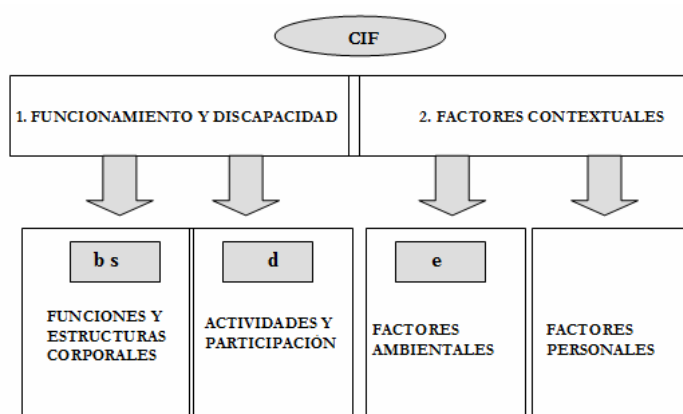 CIF
1. FUNCIONAMIENTO Y DISCAPACIDAD
2. FACTORES CONTEXTUALES
b s
d
e
FUNCIONES Y
ESTRUCTURAS
CORPORALES
ACTIVIDADES Y
PARTICIPACIÓN
FACTORES
AMBIENTALES
FACTORES
PERSONALES